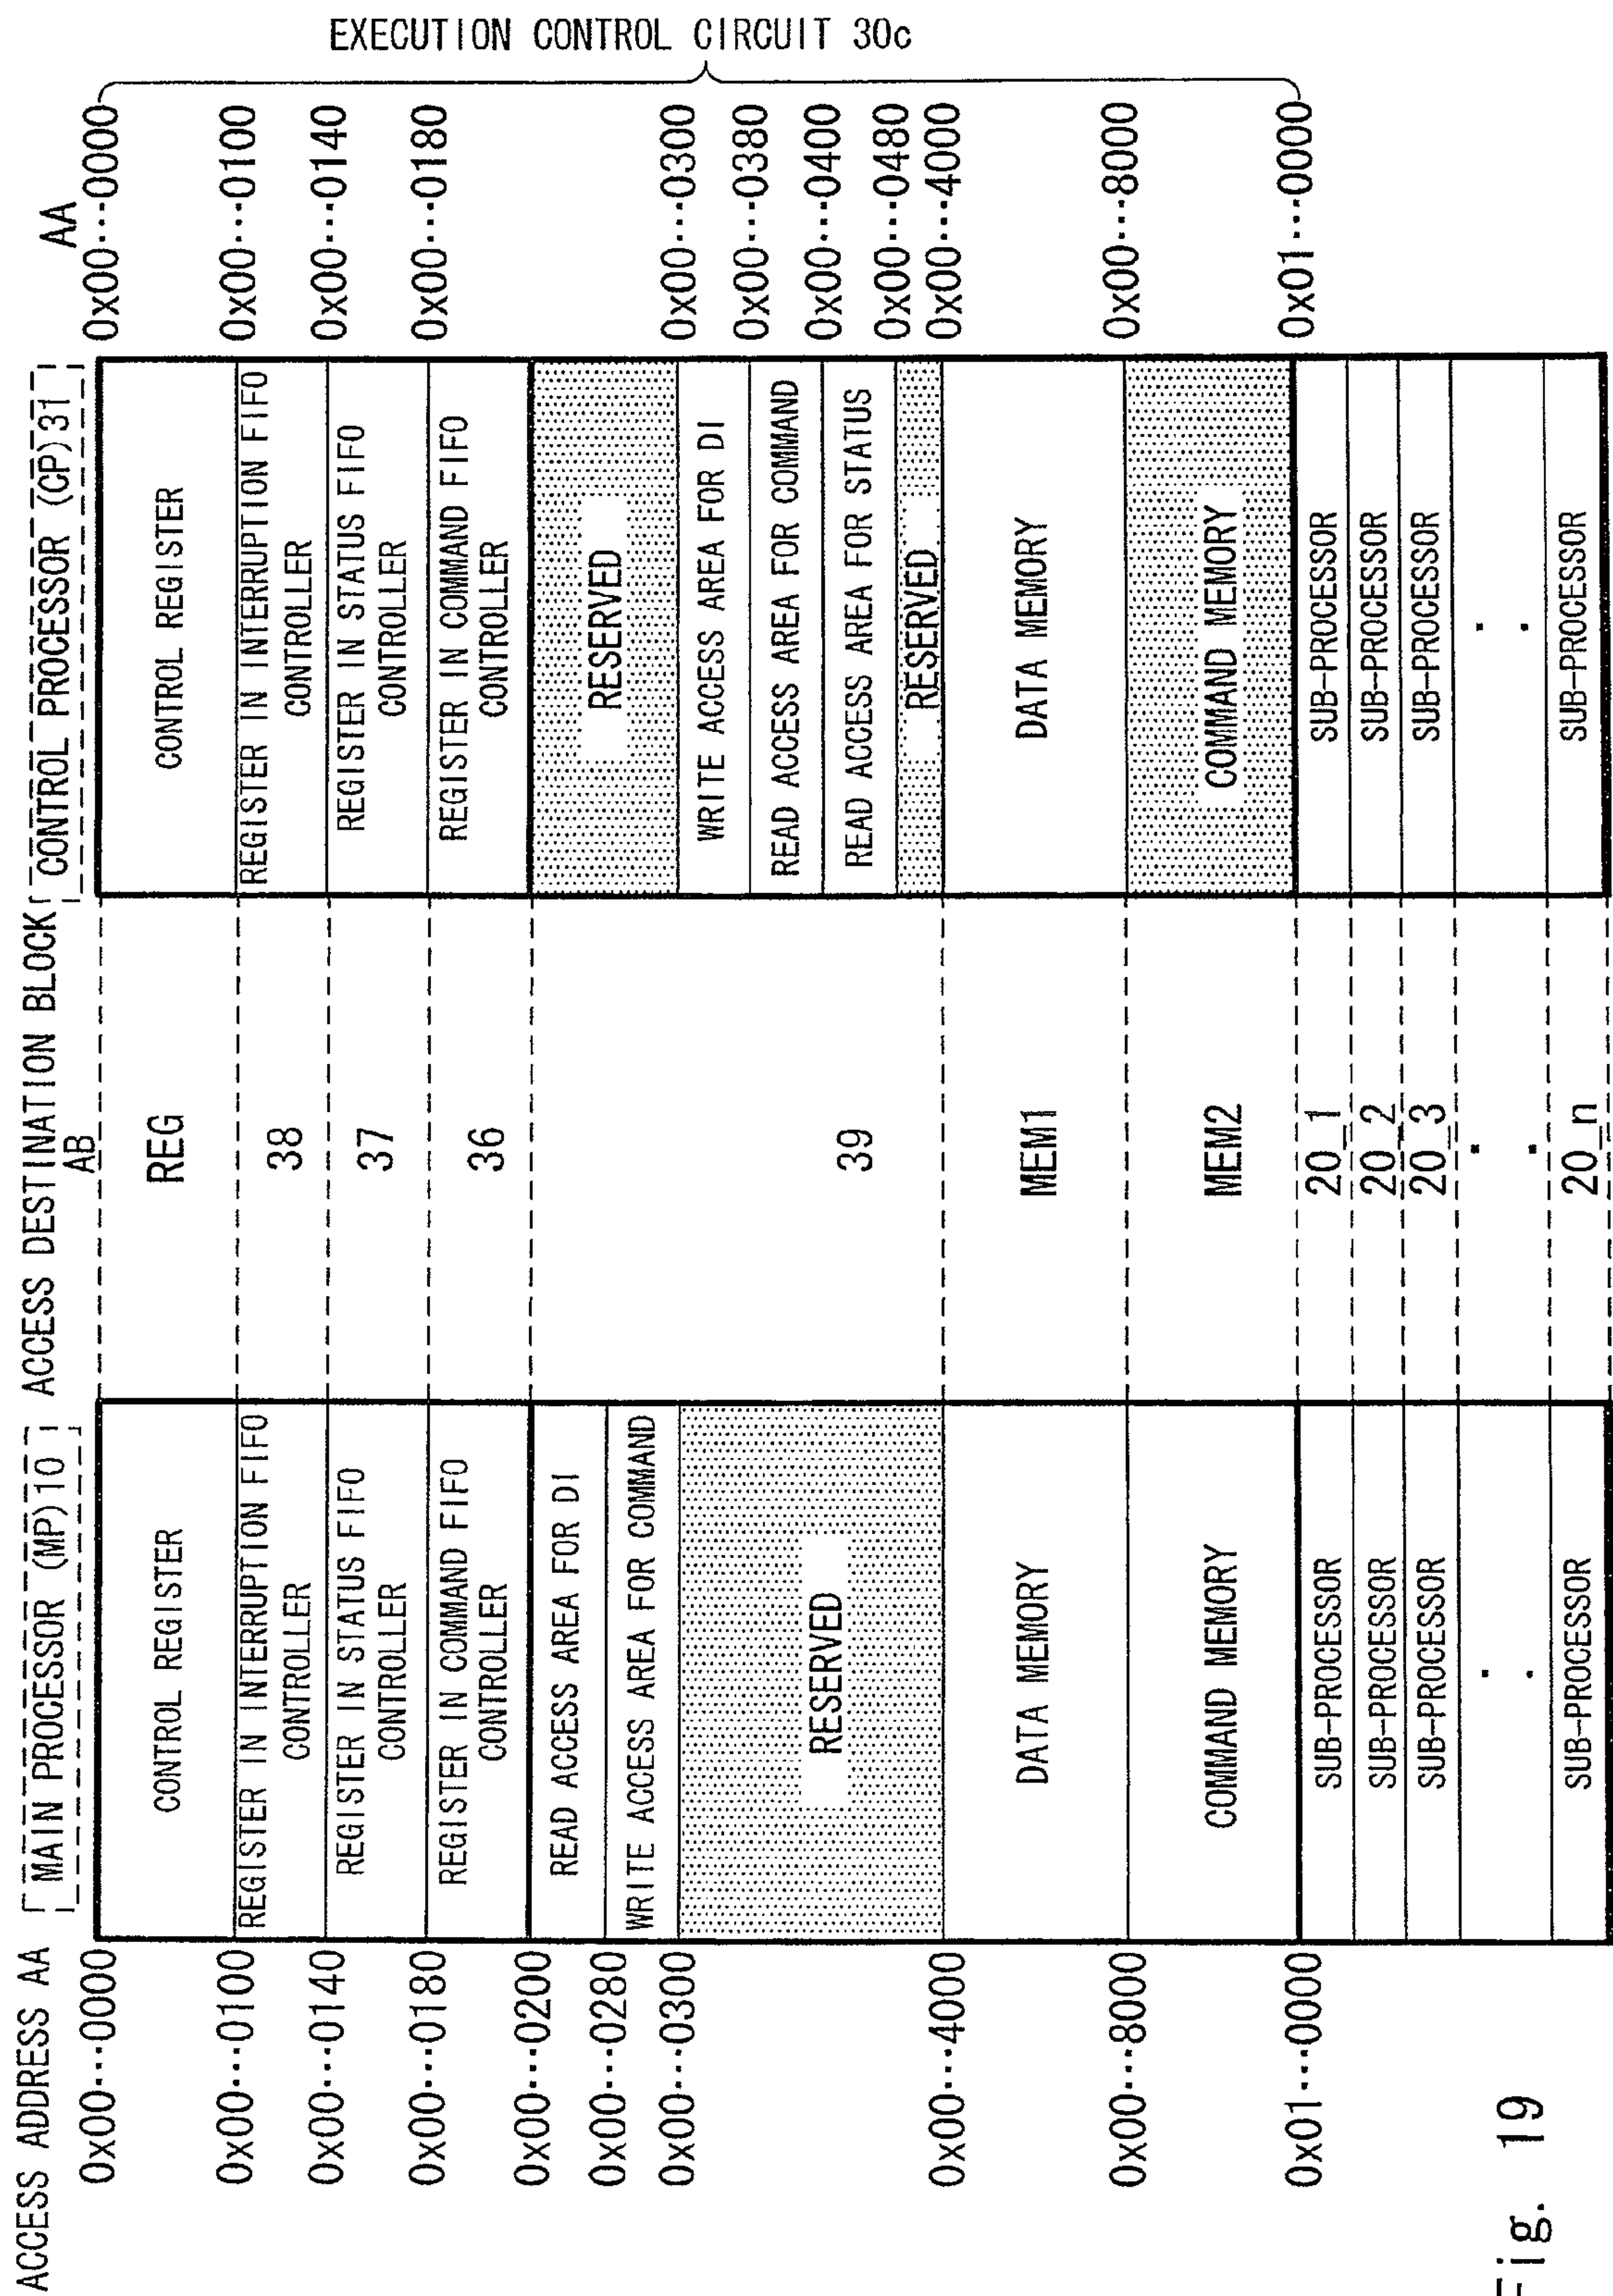 ACCESS ADDRESS AA
MAIN PROCESSOR (MP) 10
ACCESS DESTINATION BLOCK
AB
CONTROL PROCESSOR (CP) 31
AA
0x00···0000
CONTROL REGISTER
REG
CONTROL REGISTER
0x00···0000
0x00···0100
REGISTER IN INTERRUPTION FIFO
CONTROLLER
38
REGISTER IN INTERRUPTION FIFO
CONTROLLER
0x00···0100
0x00···0140
REGISTER IN STATUS FIFO
CONTROLLER
37
REGISTER IN STATUS FIFO
CONTROLLER
0x00···0140
0x00···0180
REGISTER IN COMMAND FIFO
CONTROLLER
36
REGISTER IN COMMAND FIFO
CONTROLLER
0x00···0180
EXECUTION CONTROL CIRCUIT 30c
0x00···0200
READ ACCESS AREA FOR DI
0x00···0280
WRITE ACCESS AREA FOR COMMAND
0x00···0300
RESERVED
39
RESERVED
WRITE ACCESS AREA FOR DI
0x00···0300
READ ACCESS AREA FOR COMMAND
0x00···0380
READ ACCESS AREA FOR STATUS
0x00···0400
RESERVED
0x00···0480
0x00···4000
DATA MEMORY
MEM1
DATA MEMORY
0x00···4000
0x00···8000
COMMAND MEMORY
MEM2
COMMAND MEMORY
0x00···8000
0x01···0000
SUB-PROCESSOR
20_1
SUB-PROCESSOR
0x01···0000
SUB-PROCESSOR
20_2
SUB-PROCESSOR
SUB-PROCESSOR
20_3
SUB-PROCESSOR
SUB-PROCESSOR
20_n
SUB-PROCESSOR
Fig. 19